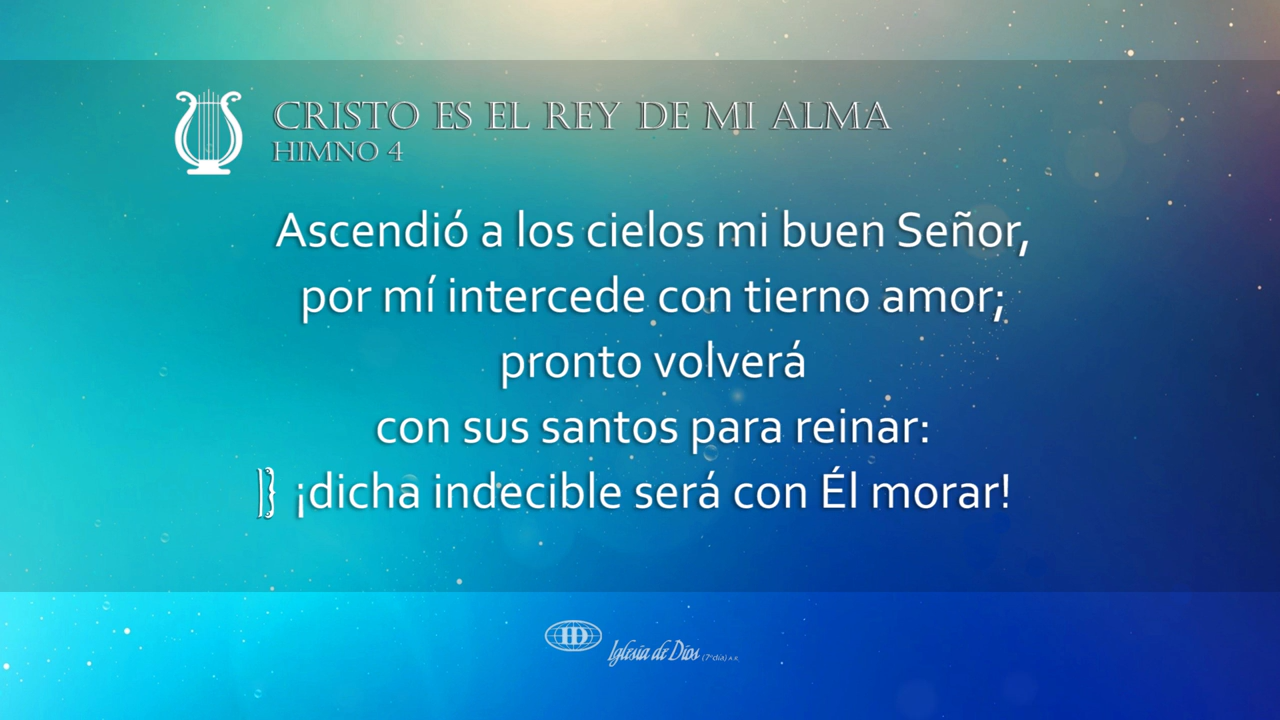 CRISTO ES EL REY DE MI ALMA
HIMNO 4
Ascendió a los cielos mi buen Señor,
por mí intercede con tierno amor;
pronto volverá
con sus santos para reinar:
¡dicha indecible será con Él morar!
ID Iglesia de Dios (7º día) A.R.